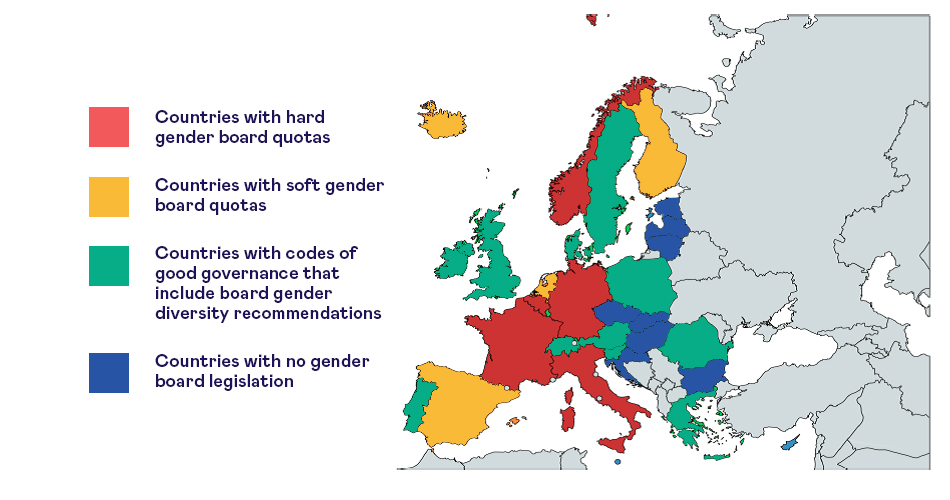 Countries with hard
gender board quotas
Countries with soft gender
board quotas
Countries with codes of
good governance that
include board gender
diversity recommendations
Countries with no gender
board legislation